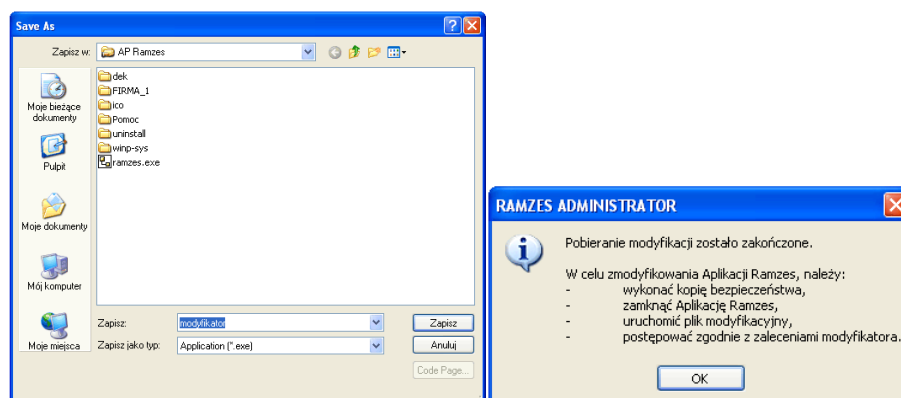 Save As
Zapisz w:
AP Ramzes
dek
FIRMA_1
ico
Pomoc
uninstall
winp-sys
ramzes.exe
Moje bieżące
dokumenty
Pulpit
Moje dokumenty
Mój komputer
Moje miejsca
Zapisz:
modyfikator
Zapisz
Zapisz jako typ:
Application (*.exe)
Anuluj
Code Page...
RAMZES ADMINISTRATOR
Pobieranie modyfikacji zostało zakończone.
W celu zmodyfikowania Aplikacji Ramzes, należy:
- wykonać kopię bezpieczeństwa,
- zamknąć Aplikację Ramzes,
- uruchomić plik modyfikacyjny,
- postępować zgodnie z zaleceniami modyfikatora.
OK